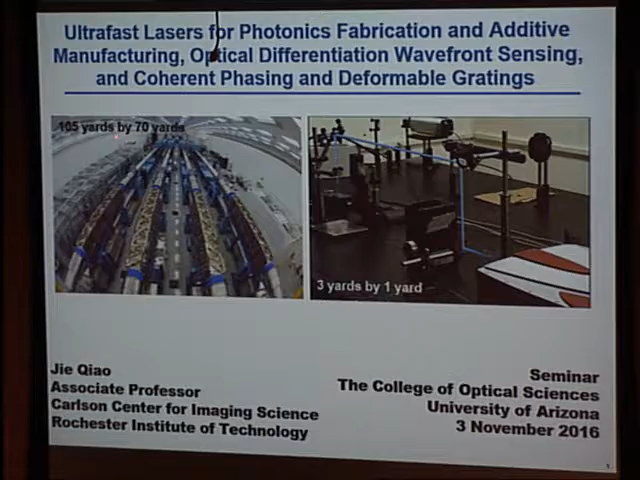 Ultrafast Lasers for Photonics Fabrication and Additive
Manufacturing, Optical Differentiation Wavefront Sensing,
and Coherent Phasing and Deformable Gratings
105 yards by 70 yards
3 yards by 1 yard
Jie Qiao
Associate Professor
Carlson Center for Imaging Science
Rochester Institute of Technology
Seminar
The College of Optical Sciences
University of Arizona
3 November 2016